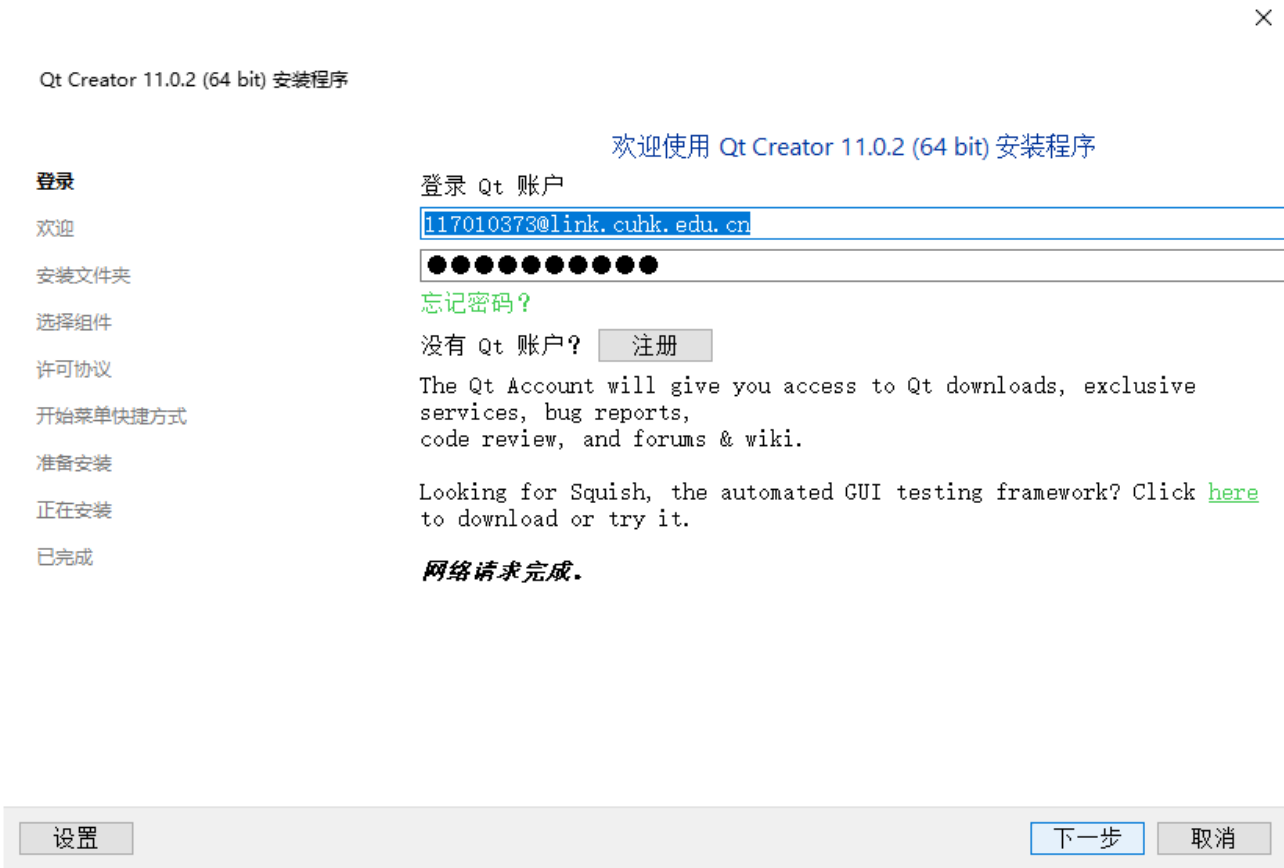 Qt Creator 11.0.2 (64 bit) 安装程序
欢迎使用 Qt Creator 11.0.2 (64 bit) 安装程序
登录
欢迎
安装文件夹
选择组件
许可协议
开始菜单快捷方式
准备安装
正在安装
已完成
登录 Qt 账户
117010373@link.cuhk.edu.cn
●●●●●●●●●●
忘记密码?
没有 Qt 账户? 注册
The Qt Account will give you access to Qt downloads, exclusive
services, bug reports,
code review, and forums & wiki.
Looking for Squish, the automated GUI testing framework? Click here
to download or try it.
网络请求完成.
设置 下一步 取消